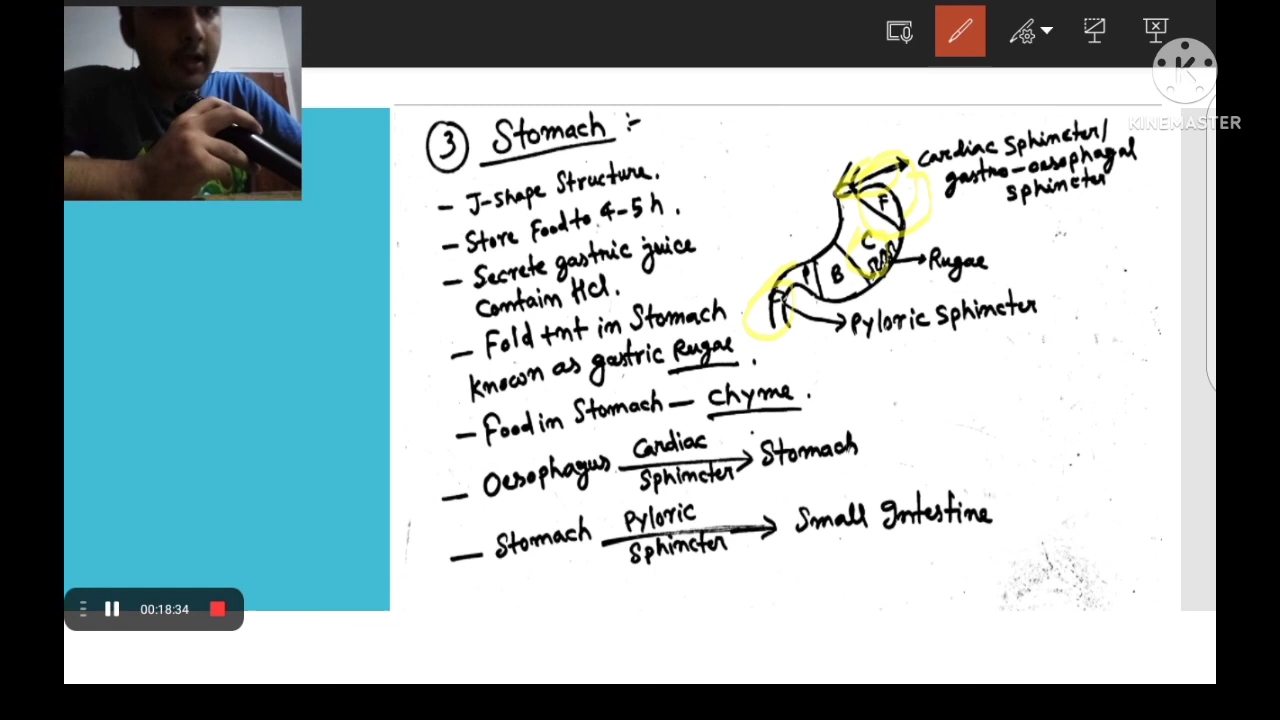 KINEMASTER
③ Stomach :-
- J-shape Structure.
- Store Food to 4-5 h.
- Secrete gastric juice
Contain Hcl.
- Fold tnt in Stomach
known as gastric Rugae.
- Food in Stomach - chyme.
- Oesophagus Cardiac Sphincter → Stomach
- Stomach Pyloric Sphincter → Small Intestine
Cardiac Sphincter/
gastro-oesophagal
sphincter
F
C
Rugae
B
P
Pyloric Sphincter
00:18:34